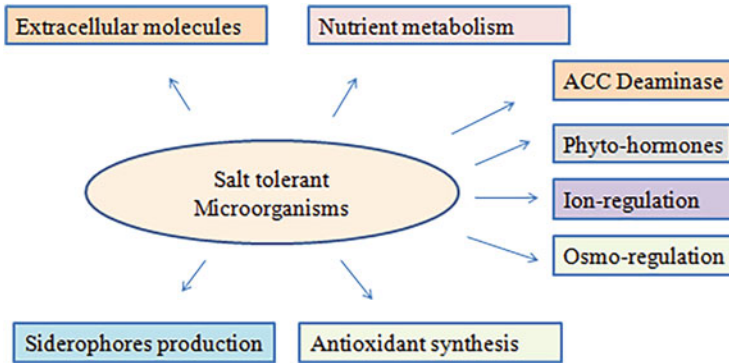 Extracellular molecules
Nutrient metabolism
ACC Deaminase
Phyto-hormones
Salt tolerant
Microorganisms
Ion-regulation
Osmo-regulation
Siderophores production
Antioxidant synthesis